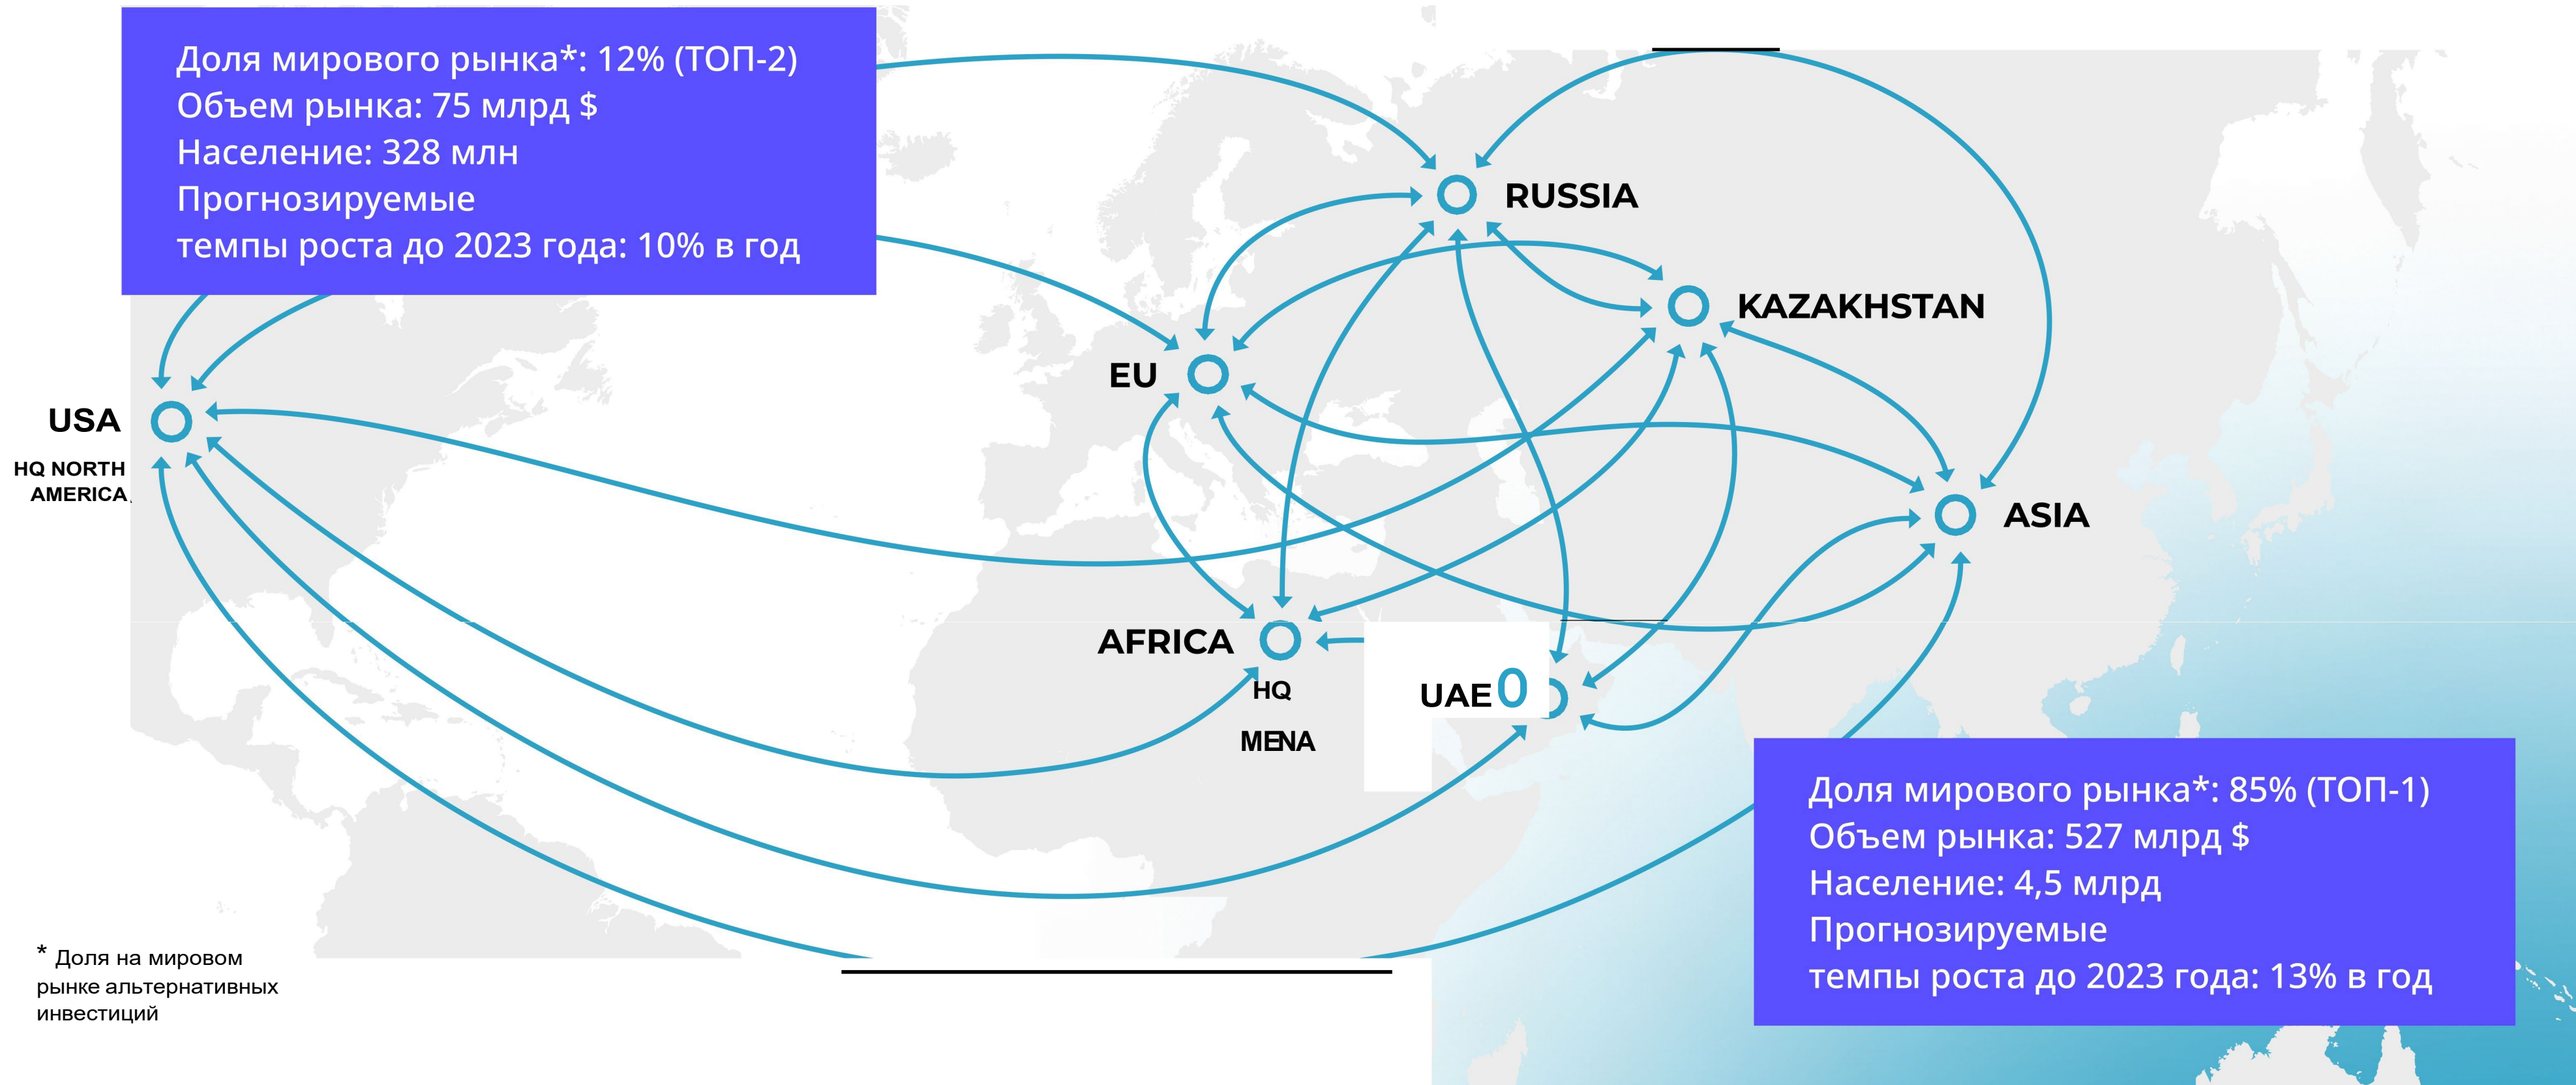 Доля мирового рынка*: 12% (ТОП-2)
Объем рынка: 75 млрд $
Население: 328 млн
Прогнозируемые
темпы роста до 2023 года: 10% в год
RUSSIA
KAZAKHSTAN
EU
USA
HQ NORTH
AMERICA
ASIA
AFRICA
HQ
MENA
UAE
Доля мирового рынка*: 85% (ТОП-1)
Объем рынка: 527 млрд $
Население: 4,5 млрд
Прогнозируемые
темпы роста до 2023 года: 13% в год
* Доля на мировом
рынке альтернативных
инвестиций